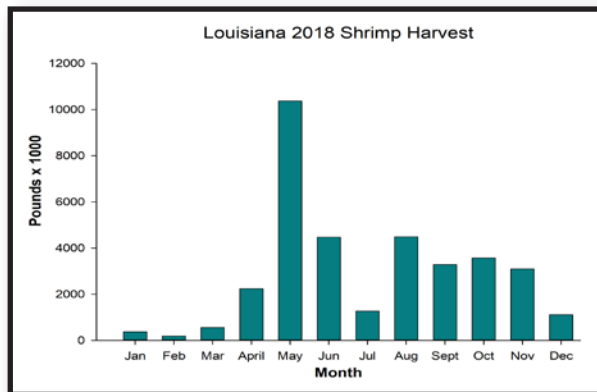 Louisiana 2018 Shrimp Harvest
12000
10000
8000
6000
4000
2000
0
Pounds x 1000
Jan Feb Mar April May Jun Jul Aug Sept Oct Nov Dec
Month